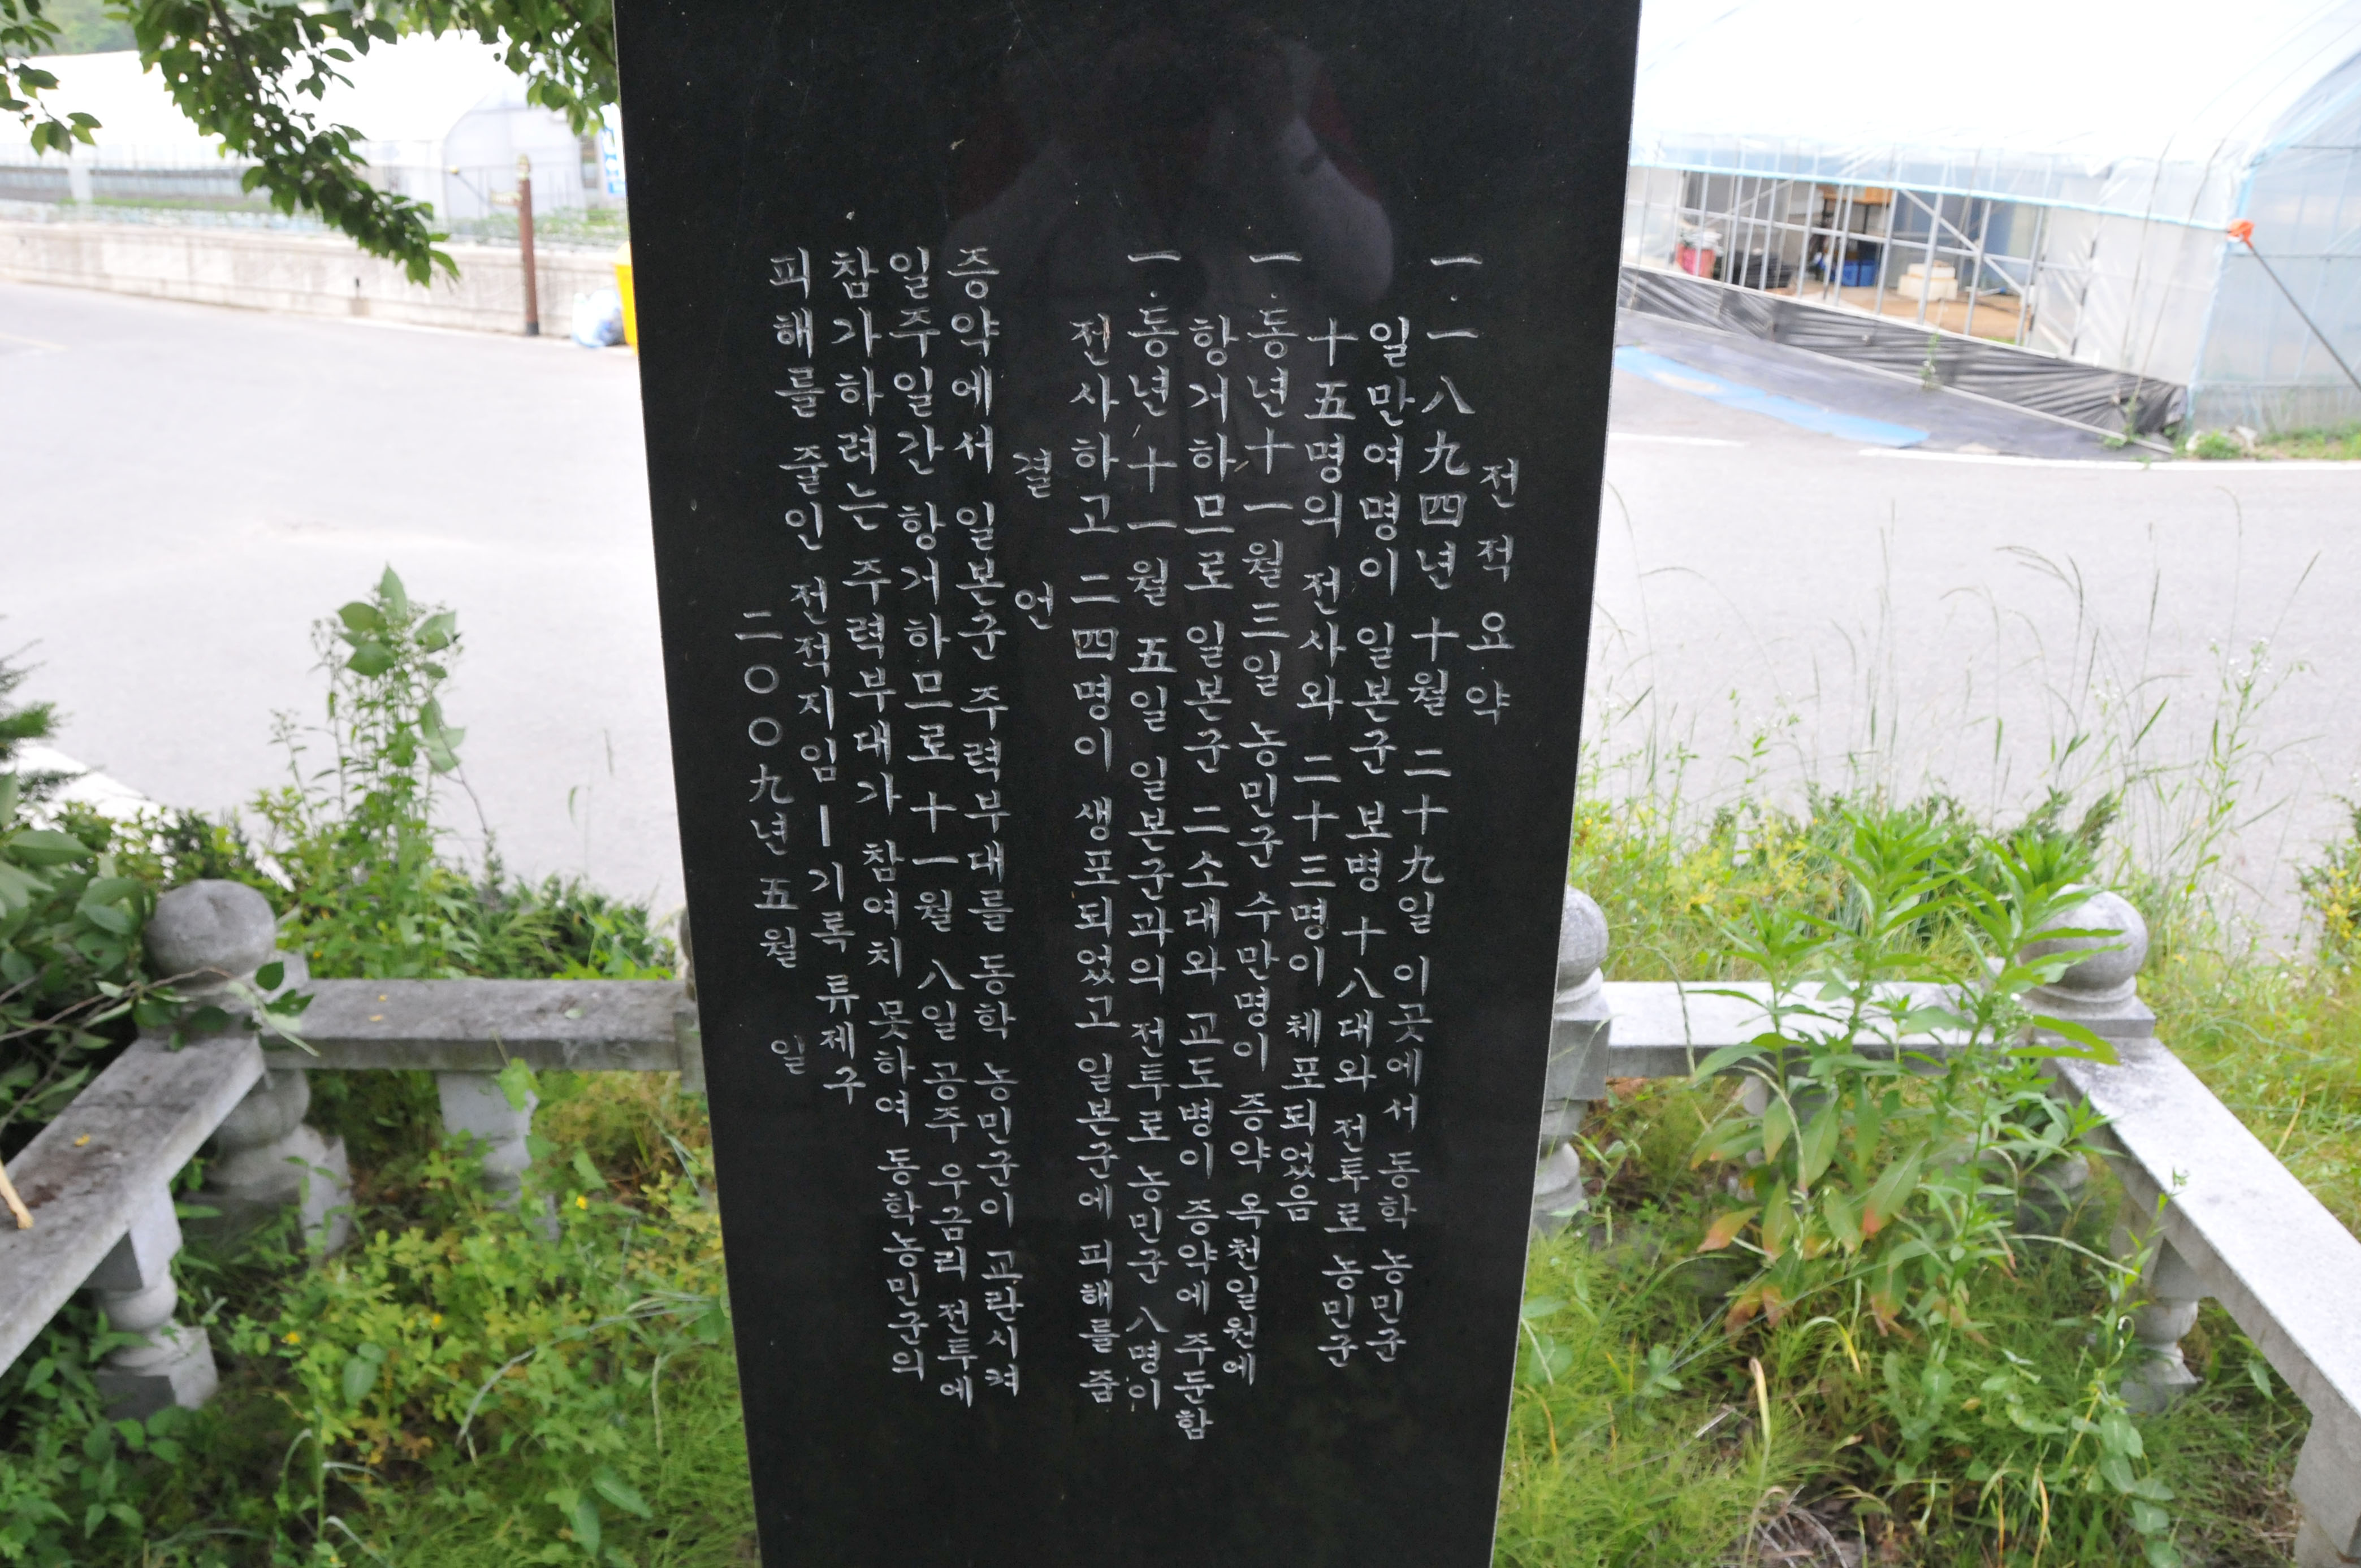 전적요약
一. 一八九四년 十월 二十九일 이곳에서 동학 농민군
일만여명이 일본군 보병 十八대와 전투로 농민군
十五명의 전사와 二十三명이 체포되었음
一. 동년 十一월 三일 농민군 수만명이 증약 옥천일원에
항거하므로 일본군 二소대와 교도병이 증약에 주둔함
一. 동년 十一월 五일 일본군과의 전투로 농민군 八명이
전사하고 二四명이 생포되었고 일본군에 피해를 줌
결언
증약에서 일본군 주력부대를 동학 농민군이 교란시켜
일주일간 항거하므로 十一월 八일 공주 우금리 전투에
참가하려는 주력부대가 참여치 못하여 동학농민군의
피해를 줄인 전적지임 ー기록 류제구
二〇〇九년 五월 일